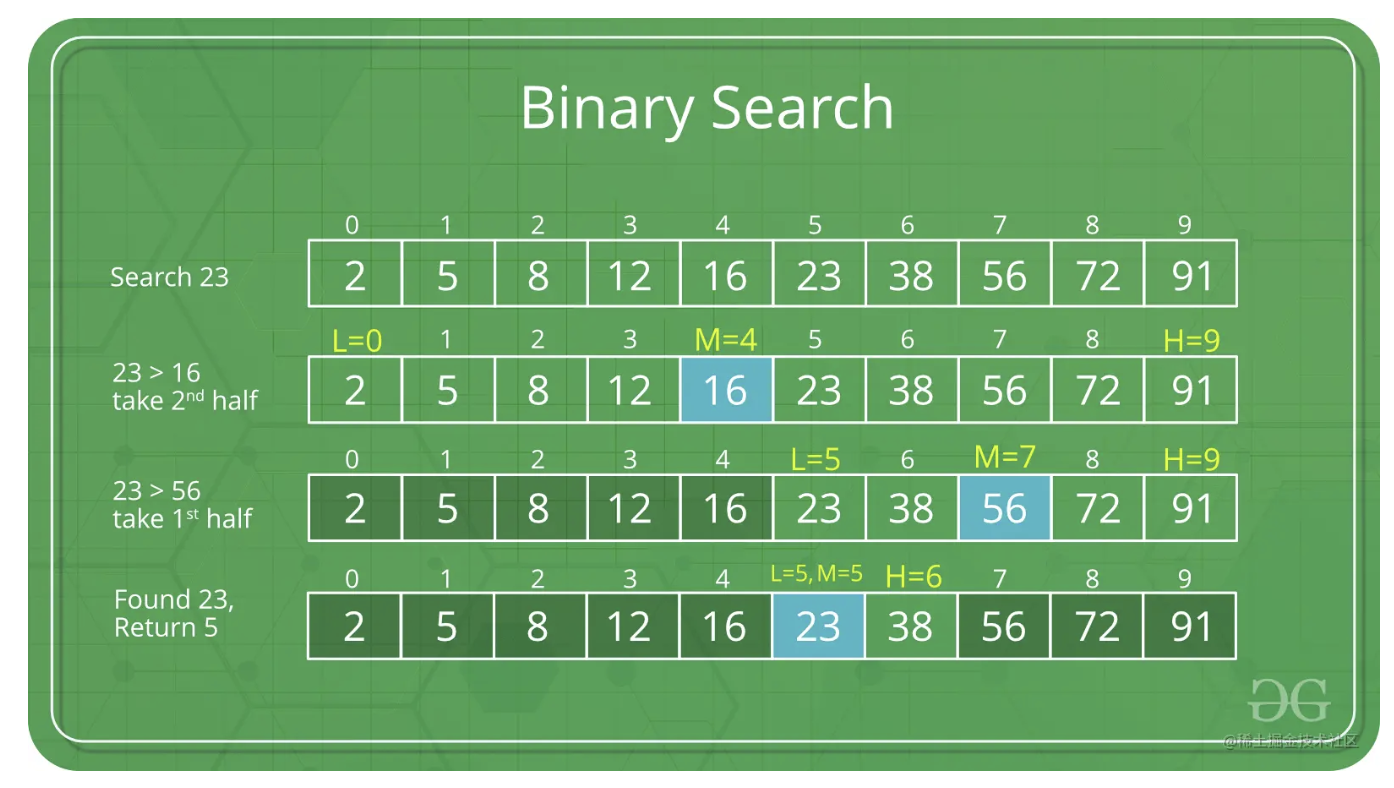 Binary Search
0 1 2 3 4 5 6 7 8 9
Search 23 2 5 8 12 16 23 38 56 72 91
L=0 1 2 3 M=4 5 6 7 8 H=9
23 > 16
take 2nd half
2 5 8 12 16 23 38 56 72 91
0 1 2 3 4 L=5 6 M=7 8 H=9
23 > 56
take 1st half
2 5 8 12 16 23 38 56 72 91
0 1 2 3 4 L=5, M=5 H=6 7 8 9
Found 23,
Return 5
2 5 8 12 16 23 38 56 72 91
@稀土掘金技术社区